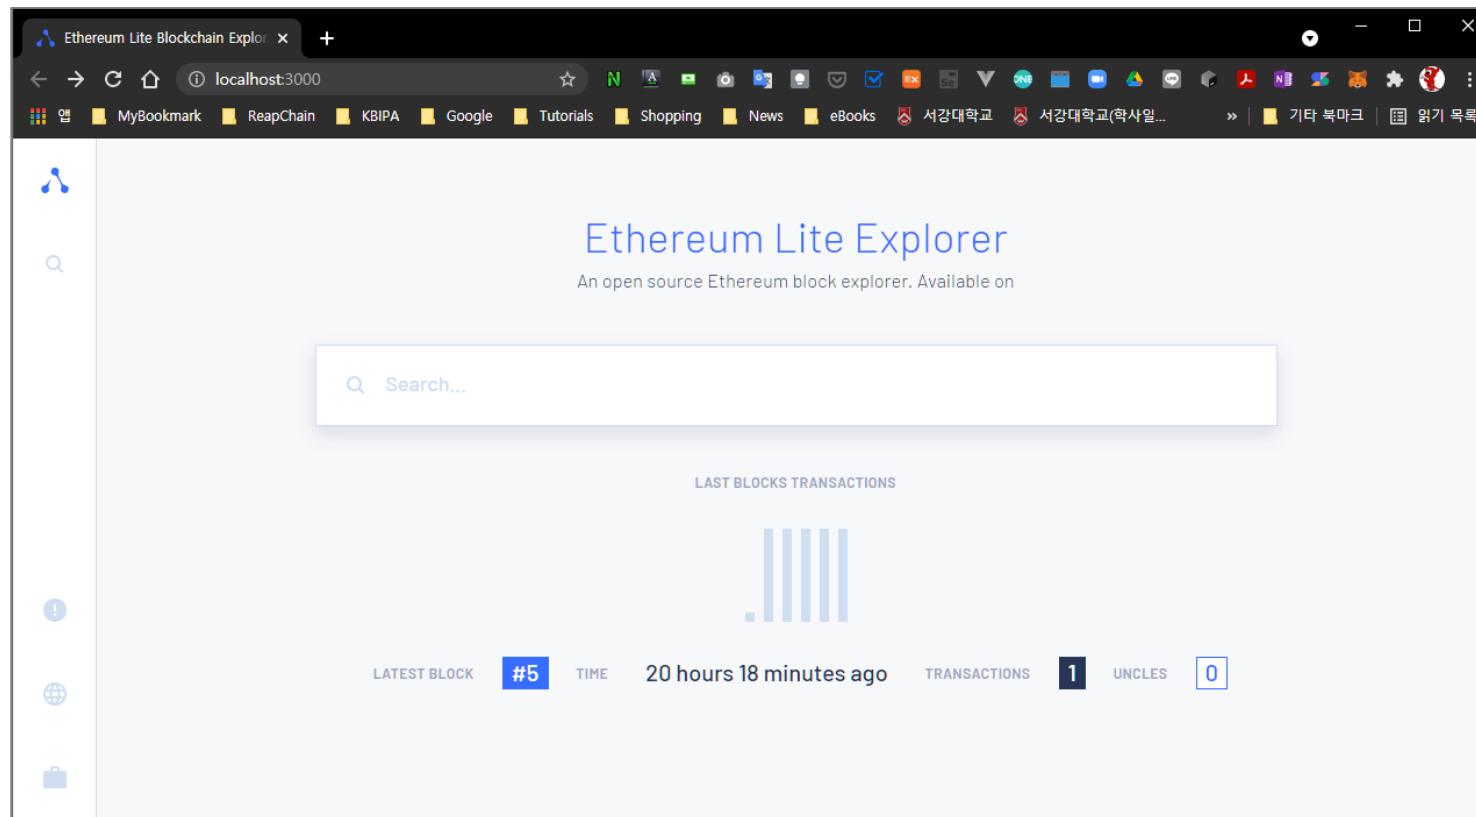 Ethereum Lite Blockchain Explor
localhost:3000
앱 MyBookmark ReapChain KBIPA Google Tutorials Shopping News eBooks 서강대학교 서강대학교(학사일... » 기타 북마크 읽기 목록
Ethereum Lite Explorer
An open source Ethereum block explorer. Available on
Search...
LAST BLOCKS TRANSACTIONS
LATEST BLOCK #5 TIME 20 hours 18 minutes ago TRANSACTIONS 1 UNCLES 0